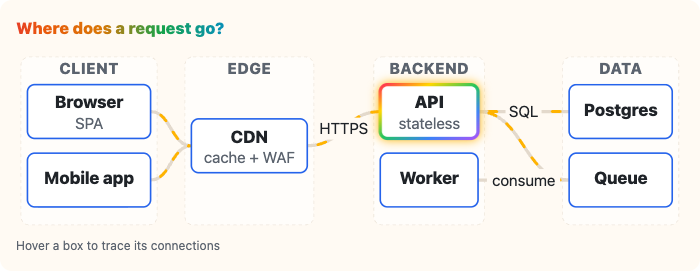 Where does a request go?
CLIENT
EDGE
BACKEND
DATA
Browser
SPA
Mobile app
CDN
cache + WAF
HTTPS
API
stateless
Worker
SQL
consume
Postgres
Queue
Hover a box to trace its connections